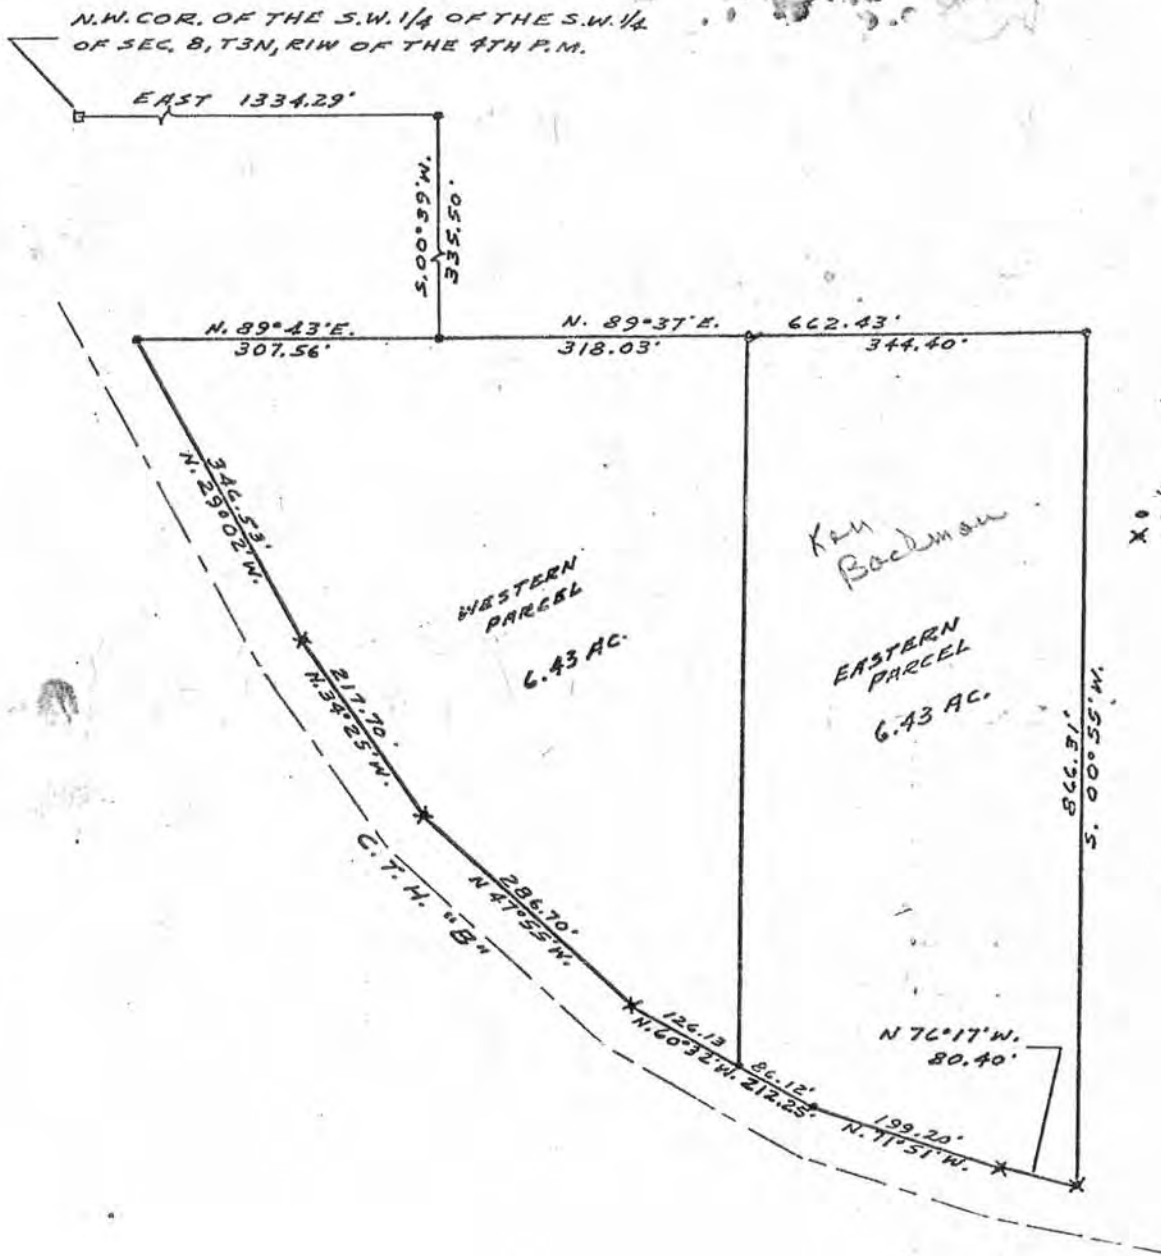 N.W. COR. OF THE S.W. 1/4 OF THE S.W. 1/4
OF SEC. 8, T3N, R1W OF THE 4TH P.M.
EAST 1334.29'
S. 00°39' W.
335.50'
N. 89°43' E.
307.56'
N. 89°37' E. 662.43'
318.03'
344.40'
346.53'
N. 29°02' W.
217.70'
N. 34°25' W.
WESTERN
PARCEL
6.43 AC.
Ken
EASTERN
PARCEL
6.43 AC.
866.31'
S. 00°55' W.
C. T. H. "B"
286.70'
N 47°55' W.
126.13
N. 60°32' W. 212.25'
86.12'
199.20'
N. 71°51' W.
N 76°17' W.
80.40'